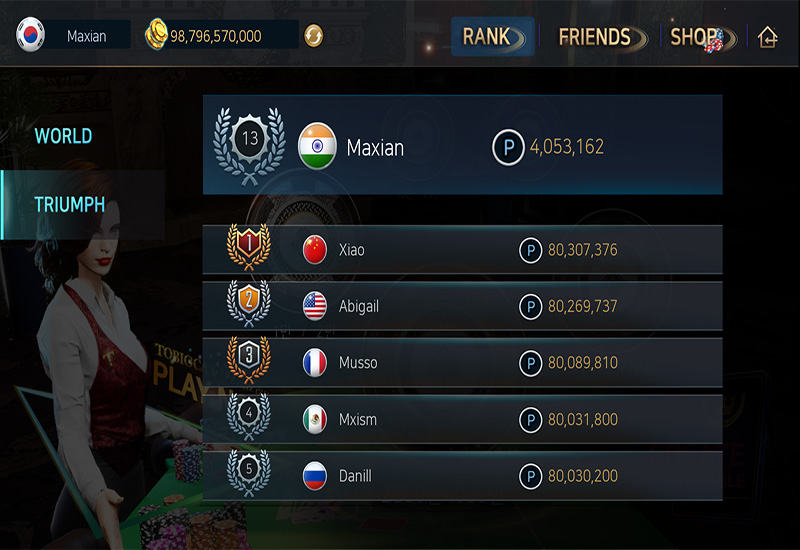 Maxian 98,796,570,000 RANK FRIENDS SHOP
WORLD
TRIUMPH
13 Maxian P 4,053,162
1 Xiao P 80,307,376
2 Abigail P 80,269,737
3 Musso P 80,089,810
4 Mxism P 80,031,800
5 Danill P 80,030,200
PLAY